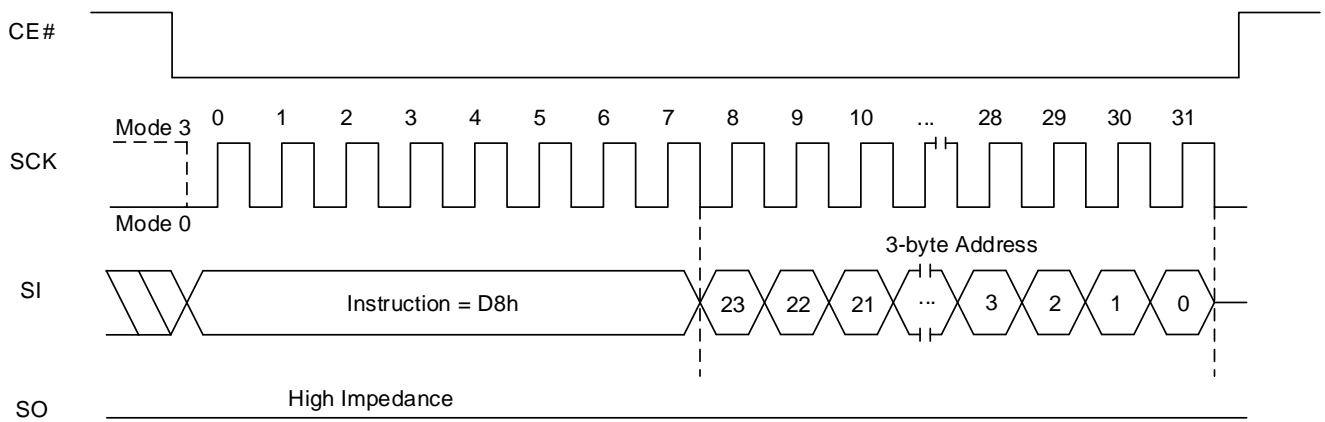 CE#
0 1 2 3 4 5 6 7 8 9 10 ... 28 29 30 31
Mode 3
SCK
Mode 0
3-byte Address
SI
Instruction = D8h 23 22 21 ... 3 2 1 0
High Impedance
SO